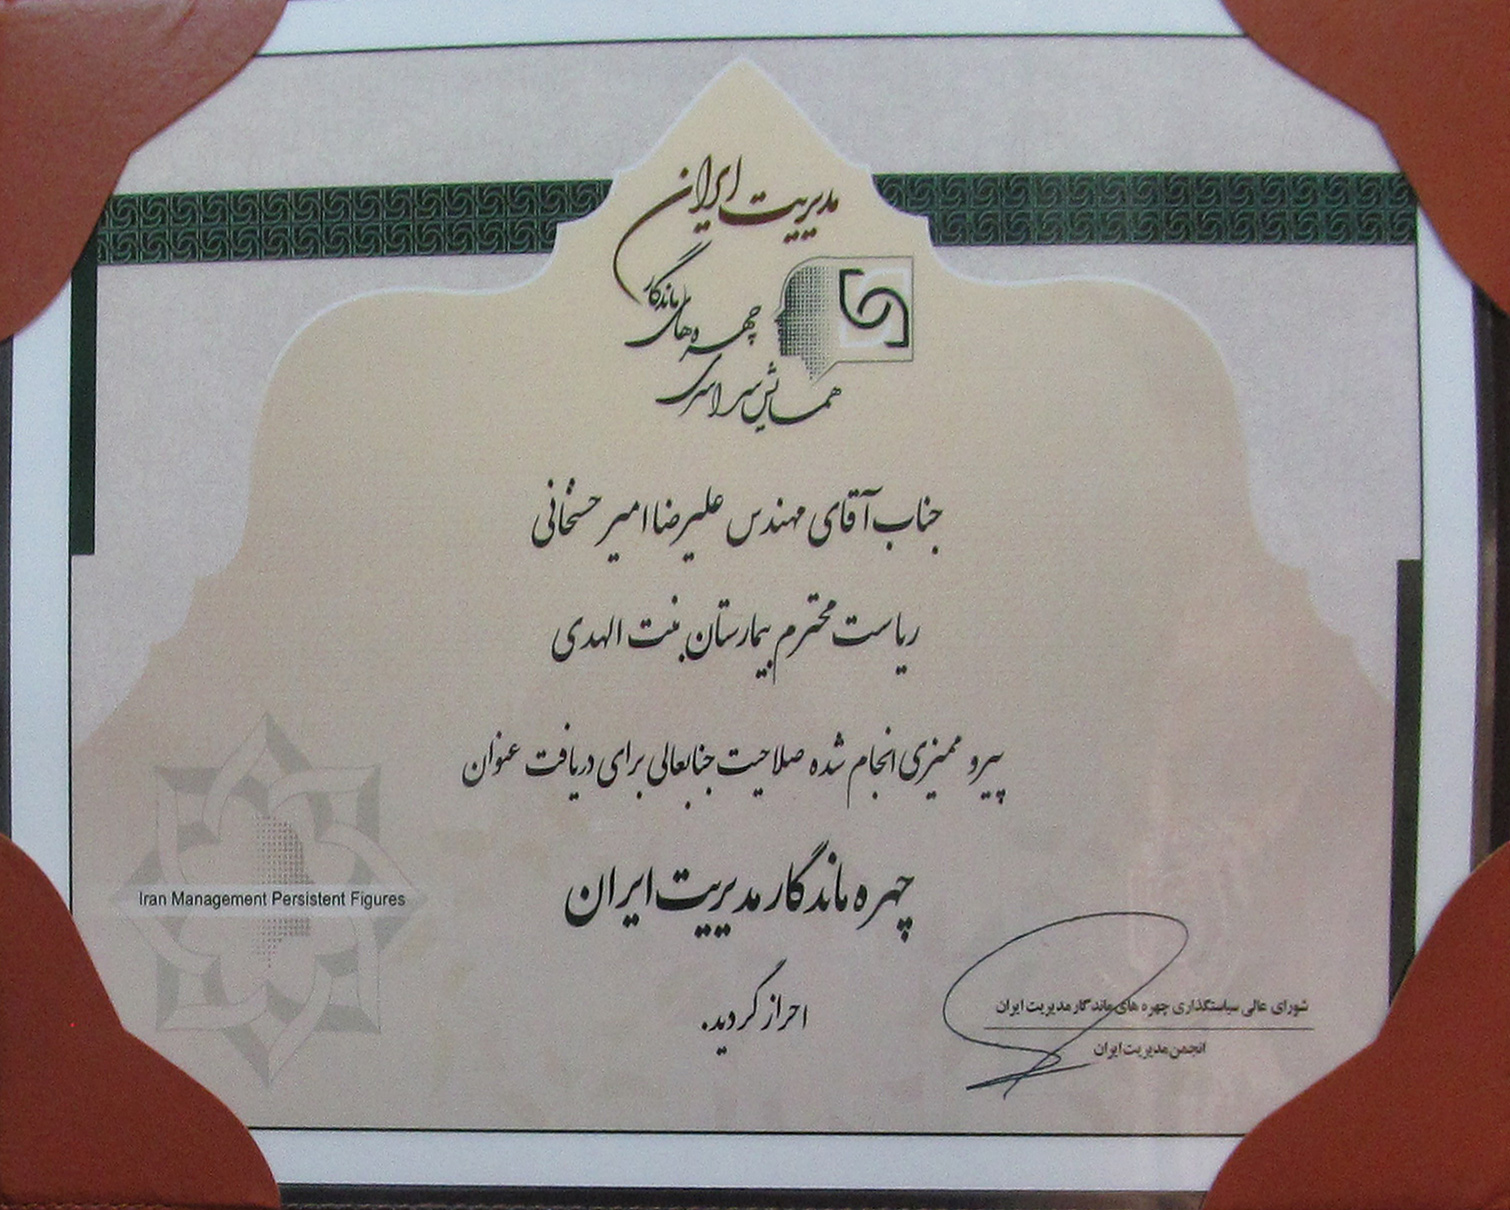 مدیریت ایران
چهره های ماندگار
همایش سراسری
جناب آقای مهندس علیرضا امیر حسنخانی
ریاست محترم بیمارستان بنت الهدی
پیرو ممیزی انجام شده صلاحیت جنابعالی برای دریافت عنوان
چهره ماندگار مدیریت ایران
احراز گردید.
Iran Management Persistent Figures
شورای عالی سیاستگذاری چهره های ماندگار مدیریت ایران
انجمن مدیریت ایران